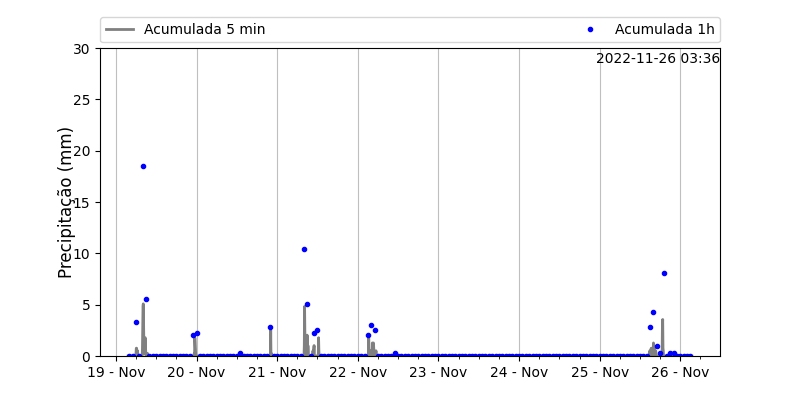 Acumulada 5 min
Acumulada 1h
2022-11-26 03:36
Precipitação (mm)
30
25
20
15
10
5
0
19 - Nov
20 - Nov
21 - Nov
22 - Nov
23 - Nov
24 - Nov
25 - Nov
26 - Nov